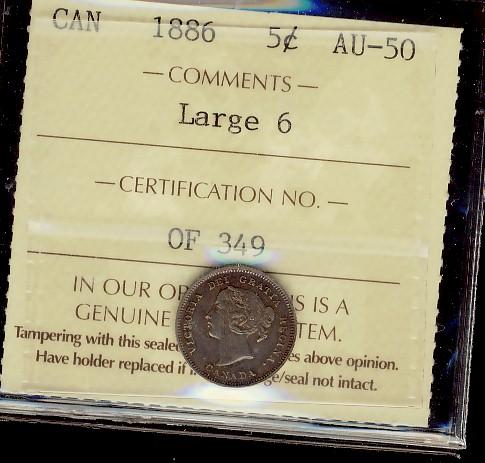 CAN 1886 5¢ AU-50
— COMMENTS —
Large 6
— CERTIFICATION NO. —
OF 349
IN OUR OP S IS A
GENUINE TEM.
Tampering with this seale es above opinion.
Have holder replaced if ge/seal not intact.
VICTORIA DEI GRATIA REGINA
CANADA